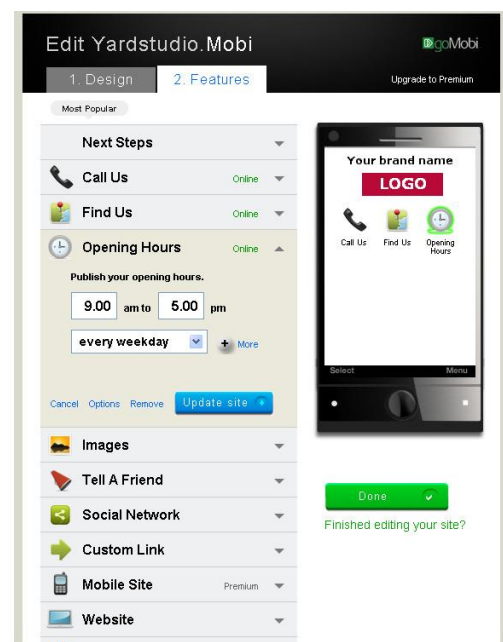 Edit Yardstudio.Mobi
goMobi
1. Design
2. Features
Upgrade to Premium
Most Popular
Next Steps
Call Us Online
Find Us Online
Opening Hours Online
Publish your opening hours.
9.00 am to 5.00 pm
every weekday + More
Cancel Options Remove Update site
Images
Tell A Friend
Social Network
Custom Link
Mobile Site Premium
Website
Your brand name
LOGO
Call Us Find Us Opening
Hours
Select Menu
Done
Finished editing your site?